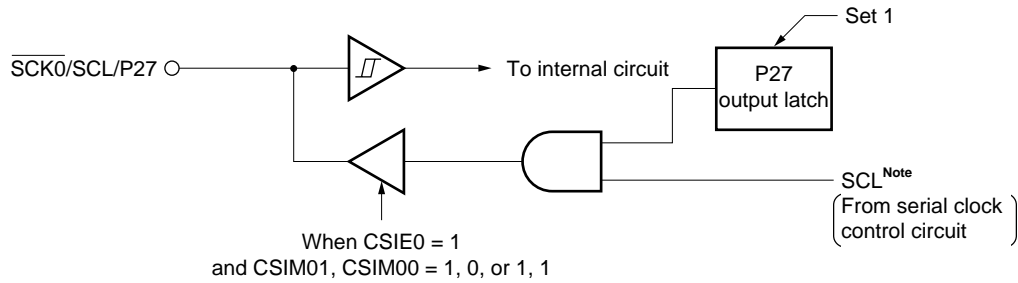 Set 1
S̅C̅K̅0̅/SCL/P27
To internal circuit
P27
output latch
SCLNote
(From serial clock
control circuit)
When CSIE0 = 1
and CSIM01, CSIM00 = 1, 0, or 1, 1